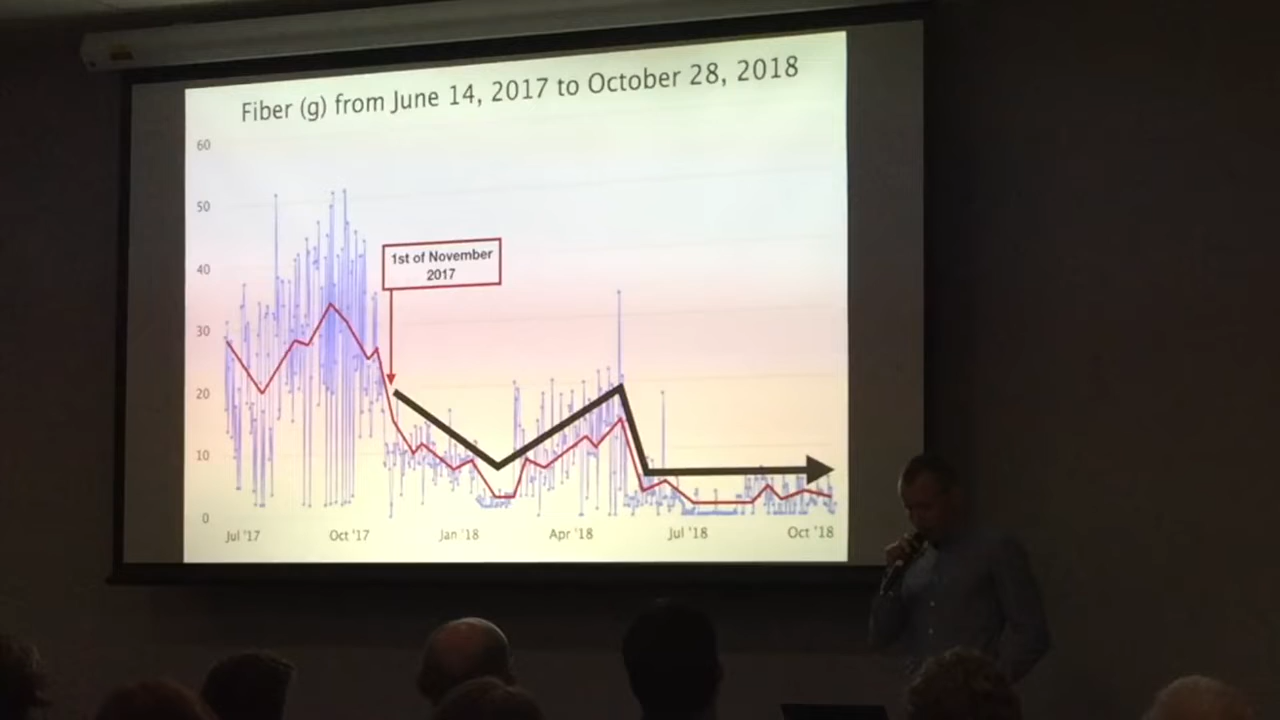 Fiber (g) from June 14, 2017 to October 28, 2018
60
50
1st of November
2017
40
30
20
10
0
Jul '17 Oct '17 Jan '18 Apr '18 Jul '18 Oct '18